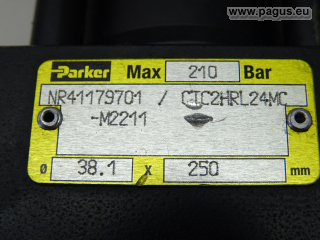 www.pagus.eu
Parker Max 210 Bar
NR41179701 / CTC2HRL24MC
-M2211
ø 38.1 x 250 mm